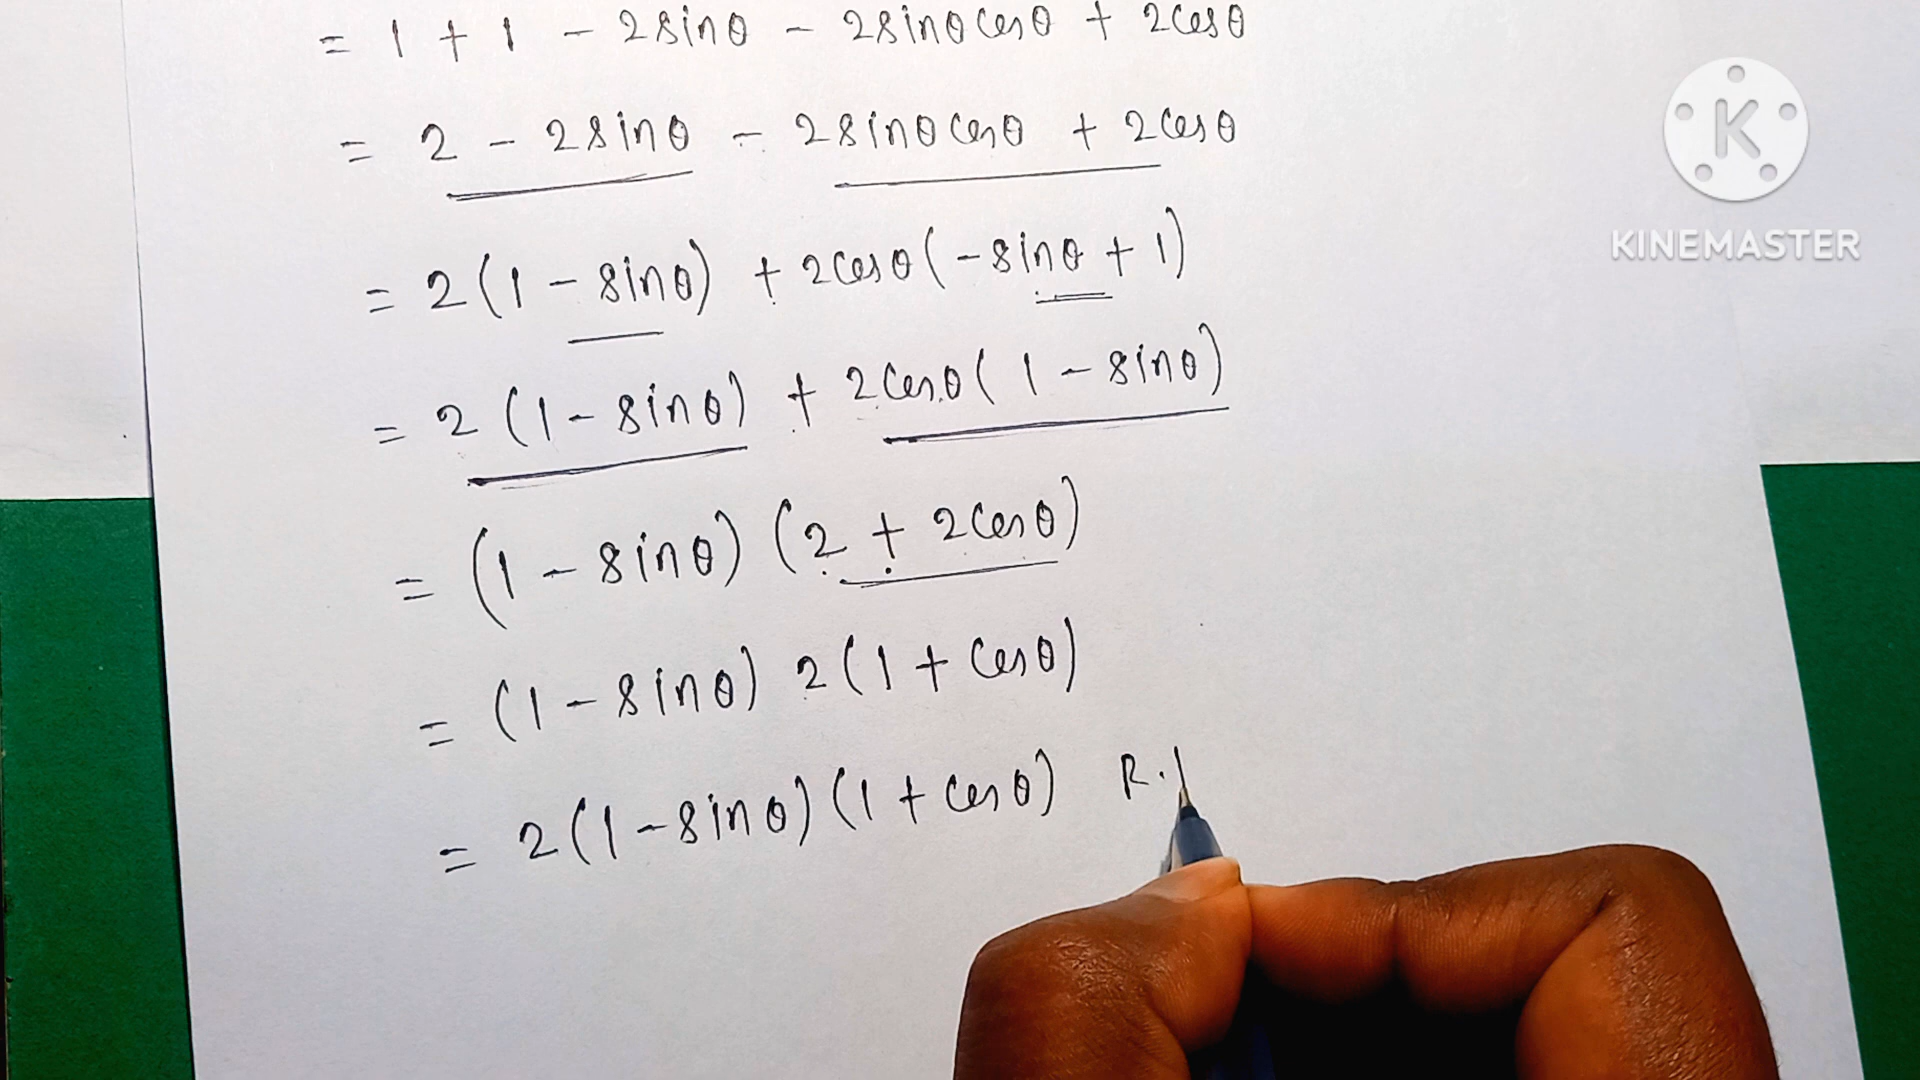 = 1 + 1 - 2sinθ - 2sinθcosθ + 2cosθ
= 2 - 2sinθ - 2sinθcosθ + 2cosθ
= 2(1 - sinθ) + 2cosθ(-sinθ + 1)
= 2(1 - sinθ) + 2cosθ(1 - sinθ)
= (1 - sinθ)(2 + 2cosθ)
= (1 - sinθ) 2(1 + cosθ)
= 2(1 - sinθ)(1 + cosθ) R.
K
KINEMASTER